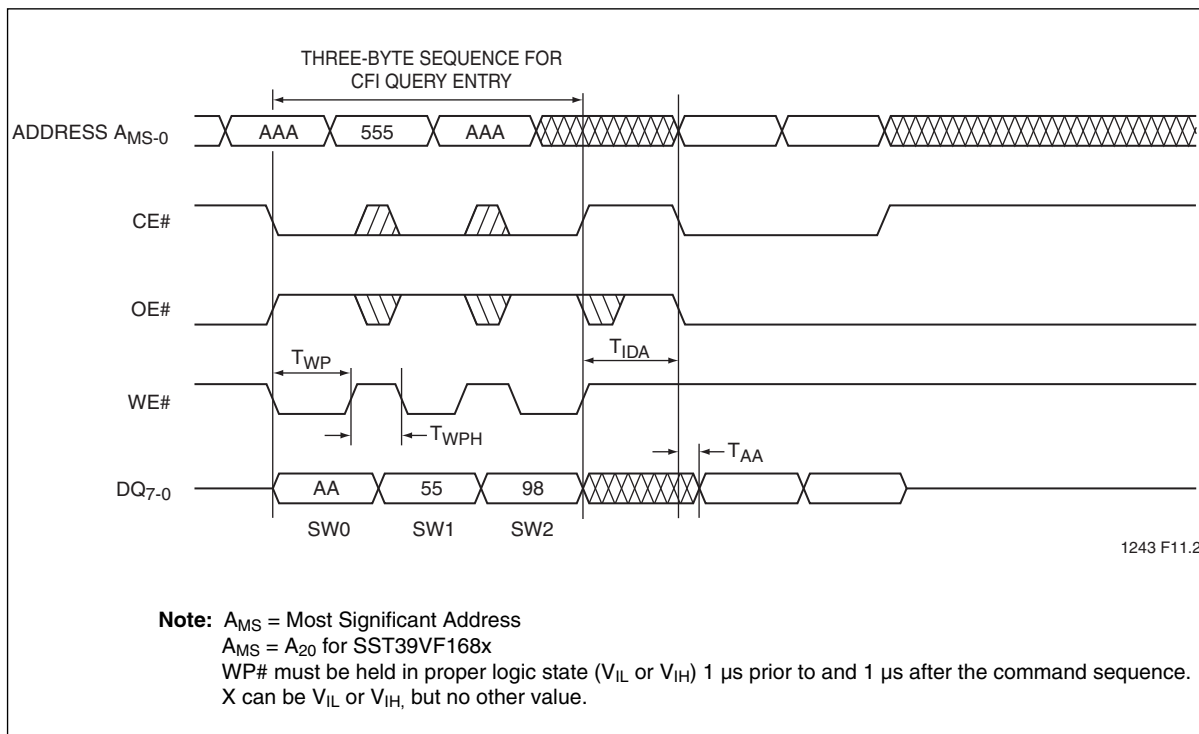 THREE-BYTE SEQUENCE FOR
CFI QUERY ENTRY
ADDRESS AMS-0
AAA
555
AAA
CE#
OE#
TWP
TIDA
WE#
TWPH
TAA
DQ7-0
AA
55
98
SW0
SW1
SW2
1243 F11.2
Note: AMS = Most Significant Address
AMS = A20 for SST39VF168x
WP# must be held in proper logic state (VIL or VIH) 1 µs prior to and 1 µs after the command sequence.
X can be VIL or VIH, but no other value.